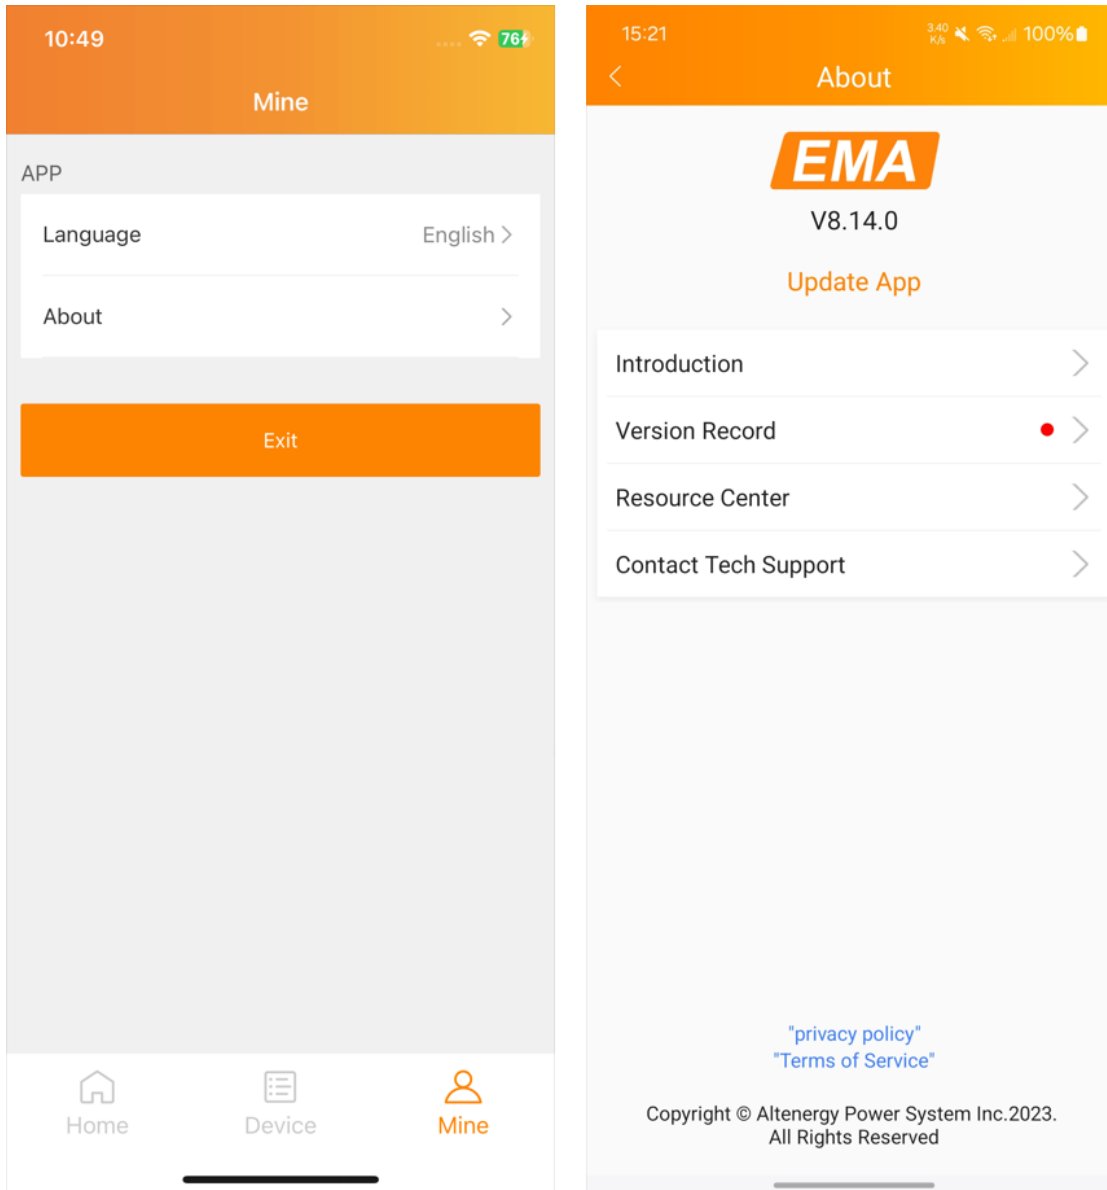 10:49
76
Mine
APP
Language
English
About
Exit
Home
Device
Mine
15:21
3.40
K/s
100%
About
EMA
V8.14.0
Update App
Introduction
Version Record
Resource Center
Contact Tech Support
"privacy policy"
"Terms of Service"
Copyright © Altenergy Power System Inc.2023.
All Rights Reserved